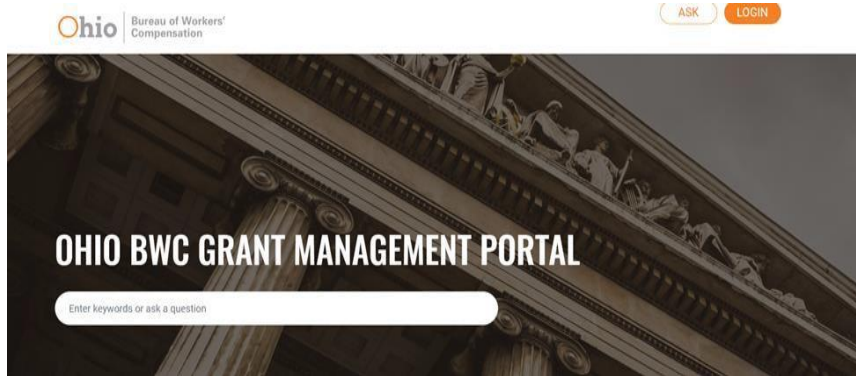 Ohio
Bureau of Workers'
Compensation
ASK
LOGIN
OHIO BWC GRANT MANAGEMENT PORTAL
Enter keywords or ask a question